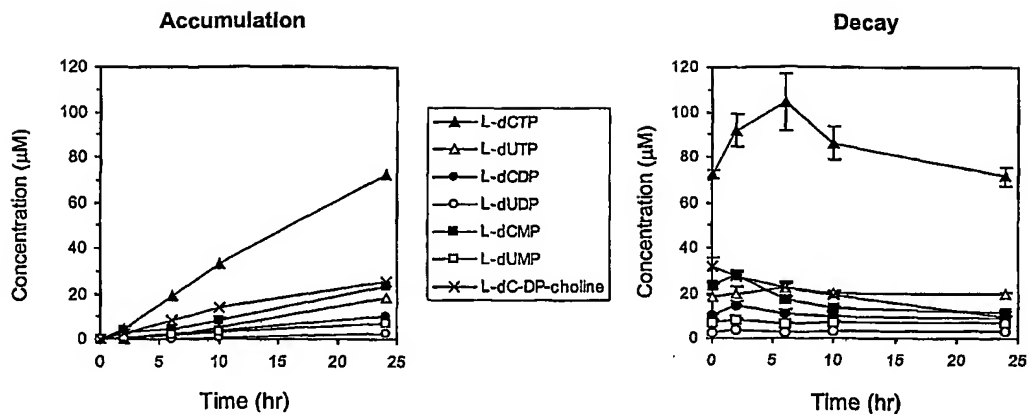 Accumulation
120
100
80
60
40
20
0
Concentration (μM)
0 5 10 15 20 25
Time (hr)
L-dCTP
L-dUTP
L-dCDP
L-dUDP
L-dCMP
L-dUMP
L-dC-DP-choline
Decay
120
100
80
60
40
20
0
Concentration (μM)
0 5 10 15 20 25
Time (hr)